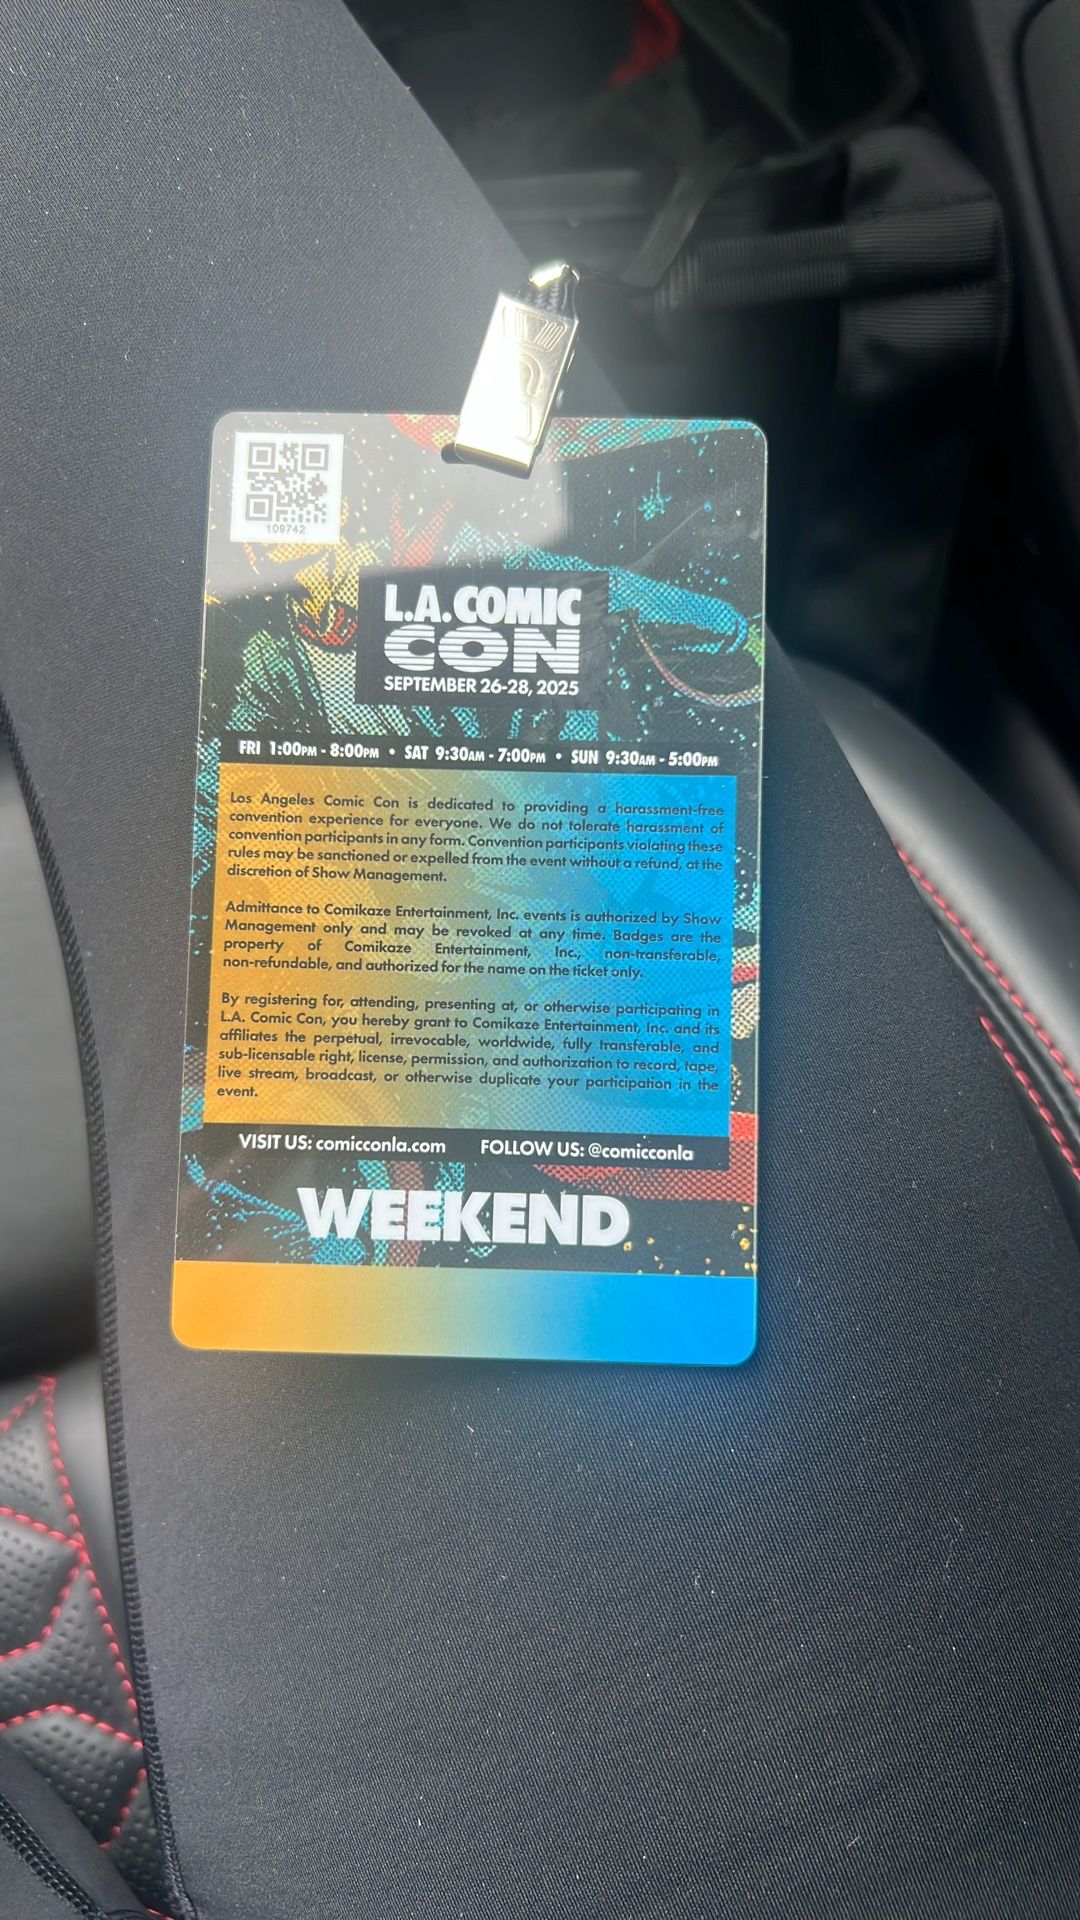 109742
L.A. COMIC
CON
SEPTEMBER 26-28, 2025
FRI 1:00PM - 8:00PM • SAT 9:30AM - 7:00PM • SUN 9:30AM - 5:00PM
Los Angeles Comic Con is dedicated to providing a harassment-free
convention experience for everyone. We do not tolerate harassment of
convention participants in any form. Convention participants violating these
rules may be sanctioned or expelled from the event without a refund, at the
discretion of Show Management.
Admittance to Comikaze Entertainment, Inc. events is authorized by Show
Management only and may be revoked at any time. Badges are the
property of Comikaze Entertainment, Inc., non-transferable,
non-refundable, and authorized for the name on the ticket only.
By registering for, attending, presenting at, or otherwise participating in
L.A. Comic Con, you hereby grant to Comikaze Entertainment, Inc. and its
affiliates the perpetual, irrevocable, worldwide, fully transferable, and
sub-licensable right, license, permission, and authorization to record, tape,
live stream, broadcast, or otherwise duplicate your participation in the
event.
VISIT US: comicconla.com FOLLOW US: @comicconla
WEEKEND